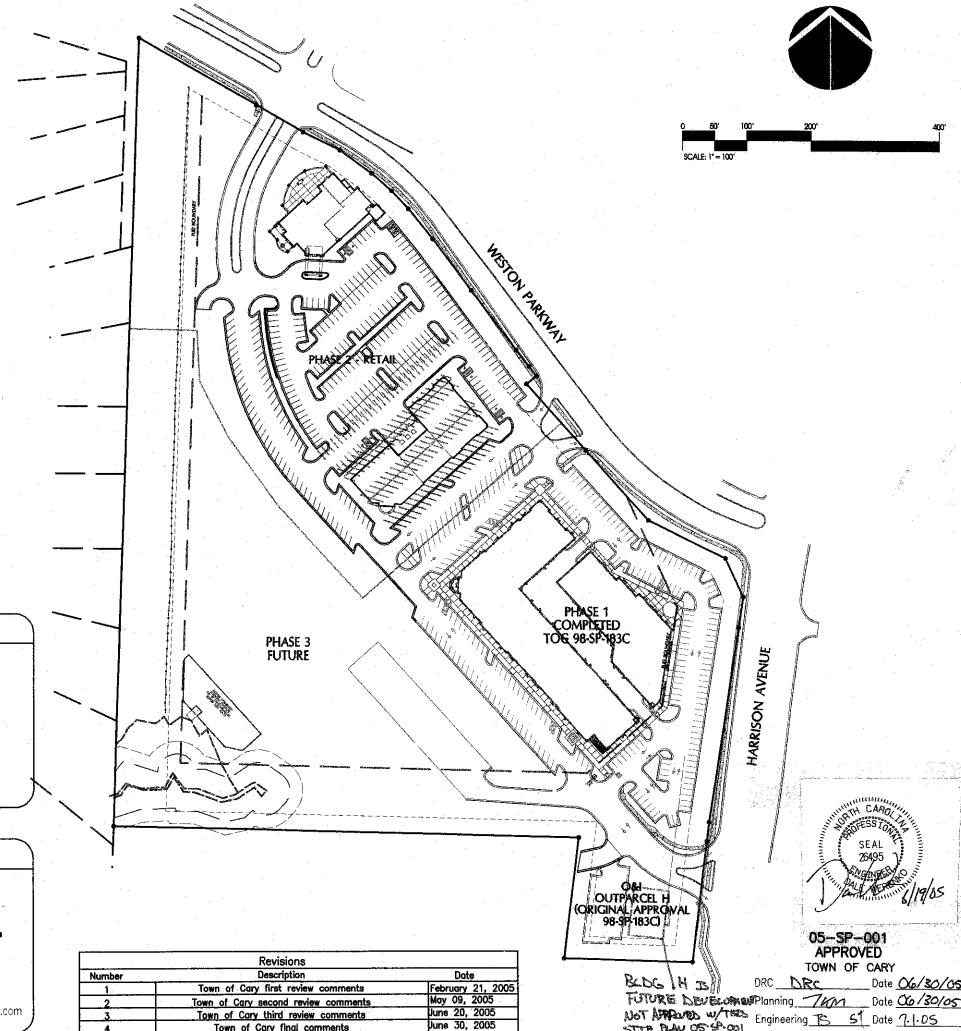 0 50' 100' 200' 400'
SCALE: 1" = 100'
PUD BOUNDARY
WESTON PARKWAY
PHASE 2 - RETAIL
PHASE 1
COMPLETED
TOC 98-SP-183C
PHASE 3
FUTURE
HARRISON AVENUE
NORTH CAROLINA
PROFESSIONAL
SEAL
26495
ENGINEER
6/19/05
O&I
OUTPARCEL H
(ORIGINAL APPROVAL
98-SP-183C)
05-SP-001
APPROVED
TOWN OF CARY
DRC DRC Date 06/30/05
Planning Date 06/30/05
Engineering Date 7.1.05
BLDG H IS
FUTURE DEVELOPMENT
NOT APPROVED W/THIS
SITE PLAN 05-SP-001
Revisions
Number Description Date
1 Town of Cary first review comments February 21, 2005
2 Town of Cary second review comments May 09, 2005
3 Town of Cary third review comments June 20, 2005
4 Town of Cary final comments June 30, 2005
.com